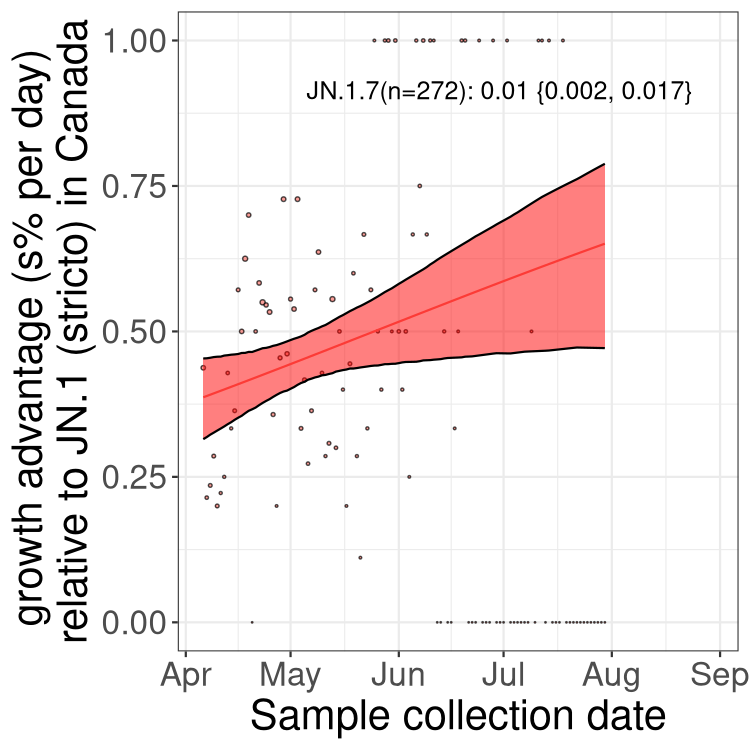 growth advantage (s% per day)
relative to JN.1 (stricto) in Canada
1.00
0.75
0.50
0.25
0.00
JN.1.7(n=272): 0.01 {0.002, 0.017}
Apr May Jun Jul Aug Sep
Sample collection date